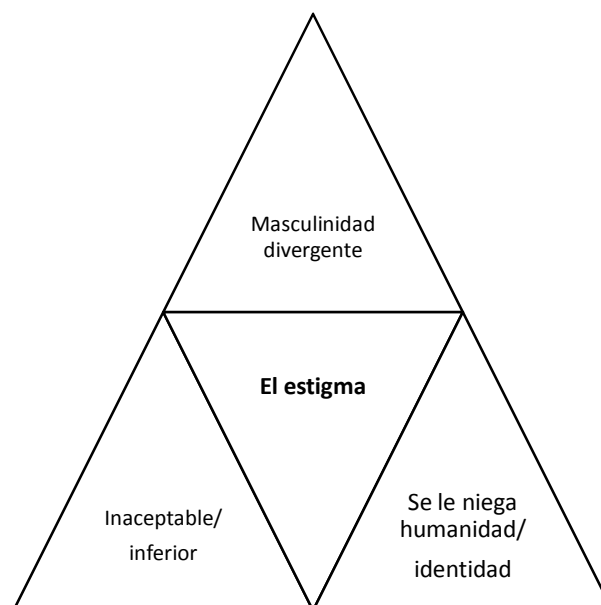 Masculinidad
divergente
El estigma
Inaceptable/
inferior
Se le niega
humanidad/
identidad